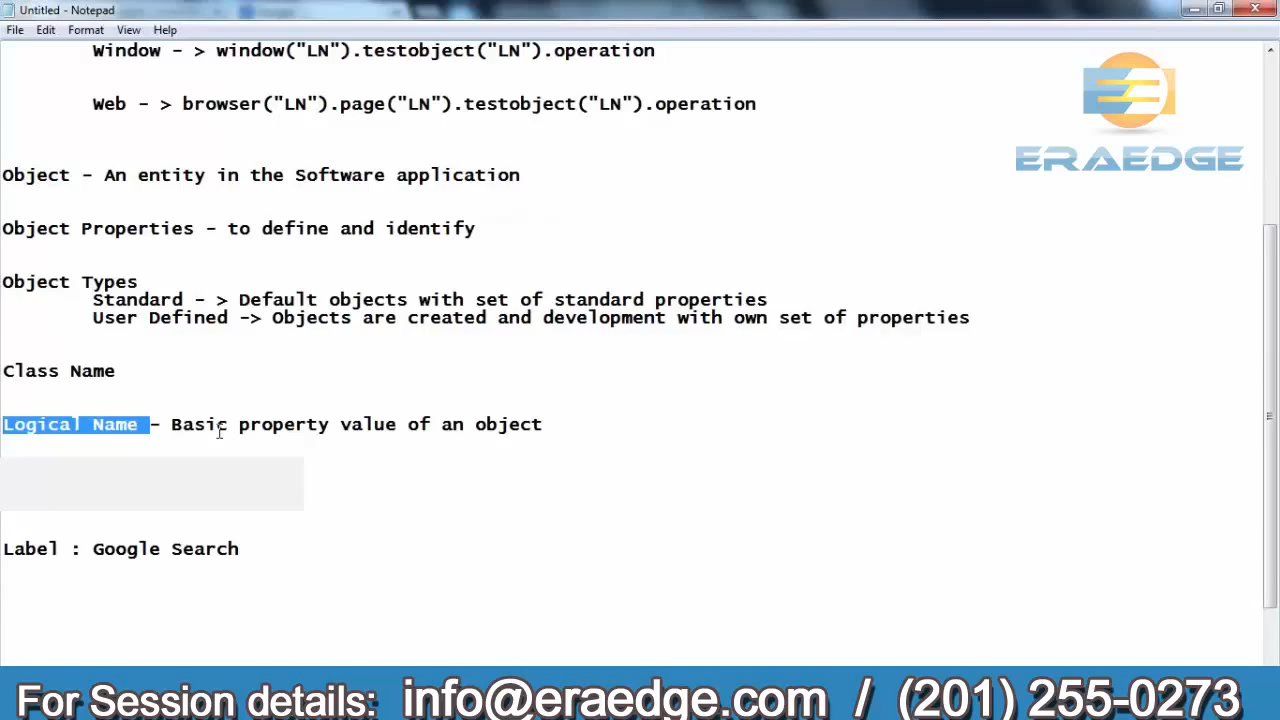 Untitled - Notepad
File Edit Format View Help
Window - > window("LN").testobject("LN").operation
Web - > browser("LN").page("LN").testobject("LN").operation
ERAEDGE
Object - An entity in the Software application
Object Properties - to define and identify
Object Types
Standard - > Default objects with set of standard properties
User Defined -> Objects are created and development with own set of properties
Class Name
Logical Name - Basic property value of an object
Label : Google Search
For Session details: info@eraedge.com / (201) 255-0273